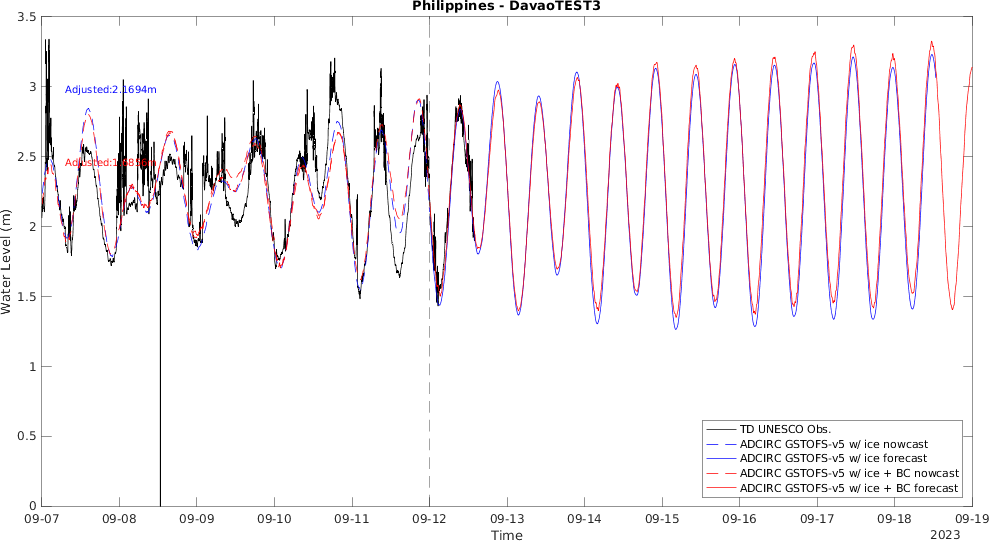 Philippines - DavaoTEST3
3.5
3
2.5
2
1.5
1
0.5
0
Water Level (m)
Adjusted:2.1694m
09-07
09-08
09-09
09-10
09-11
09-12
09-13
09-14
09-15
09-16
09-17
09-18
09-19
Time
2023
TD UNESCO Obs.
ADCIRC GSTOFS-v5 w/ ice nowcast
ADCIRC GSTOFS-v5 w/ ice forecast
ADCIRC GSTOFS-v5 w/ ice + BC nowcast
ADCIRC GSTOFS-v5 w/ ice + BC forecast